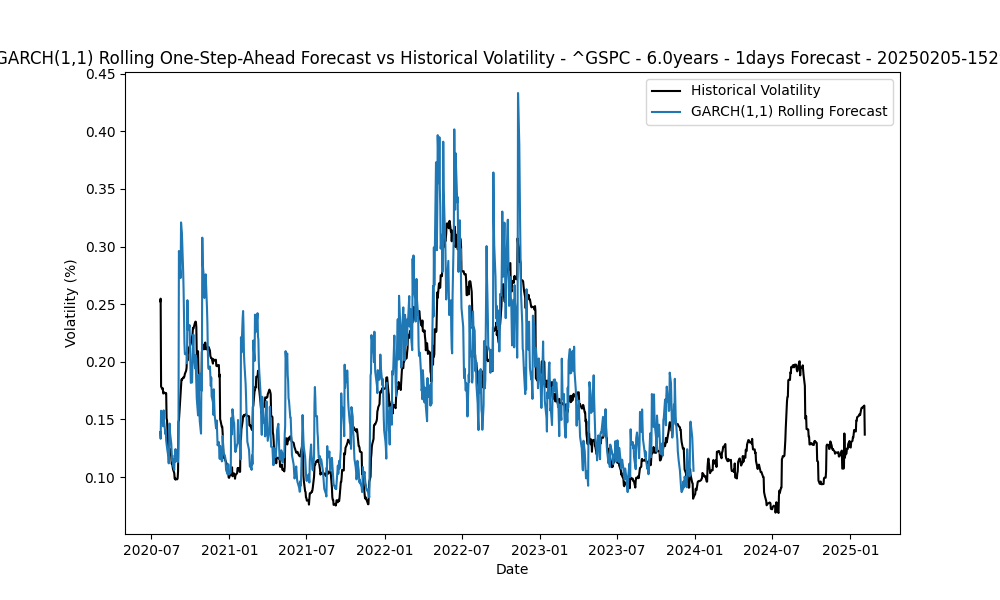 GARCH(1,1) Rolling One-Step-Ahead Forecast vs Historical Volatility - ^GSPC - 6.0years - 1days Forecast - 20250205-152
Historical Volatility
GARCH(1,1) Rolling Forecast
Volatility (%)
0.45
0.40
0.35
0.30
0.25
0.20
0.15
0.10
2020-07 2021-01 2021-07 2022-01 2022-07 2023-01 2023-07 2024-01 2024-07 2025-01
Date